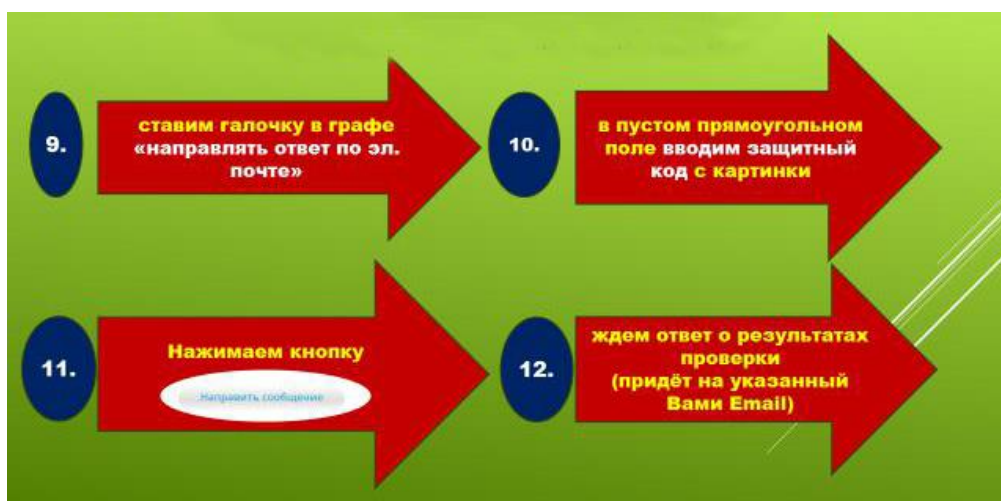 9.
ставим галочку в графе
«направлять ответ по эл.
почте»
10.
в пустом прямоугольном
поле вводим защитный
код с картинки
11.
Нажимаем кнопку
Направить сообщение
12.
ждем ответ о результатах
проверки
(придёт на указанный
Вами Email)